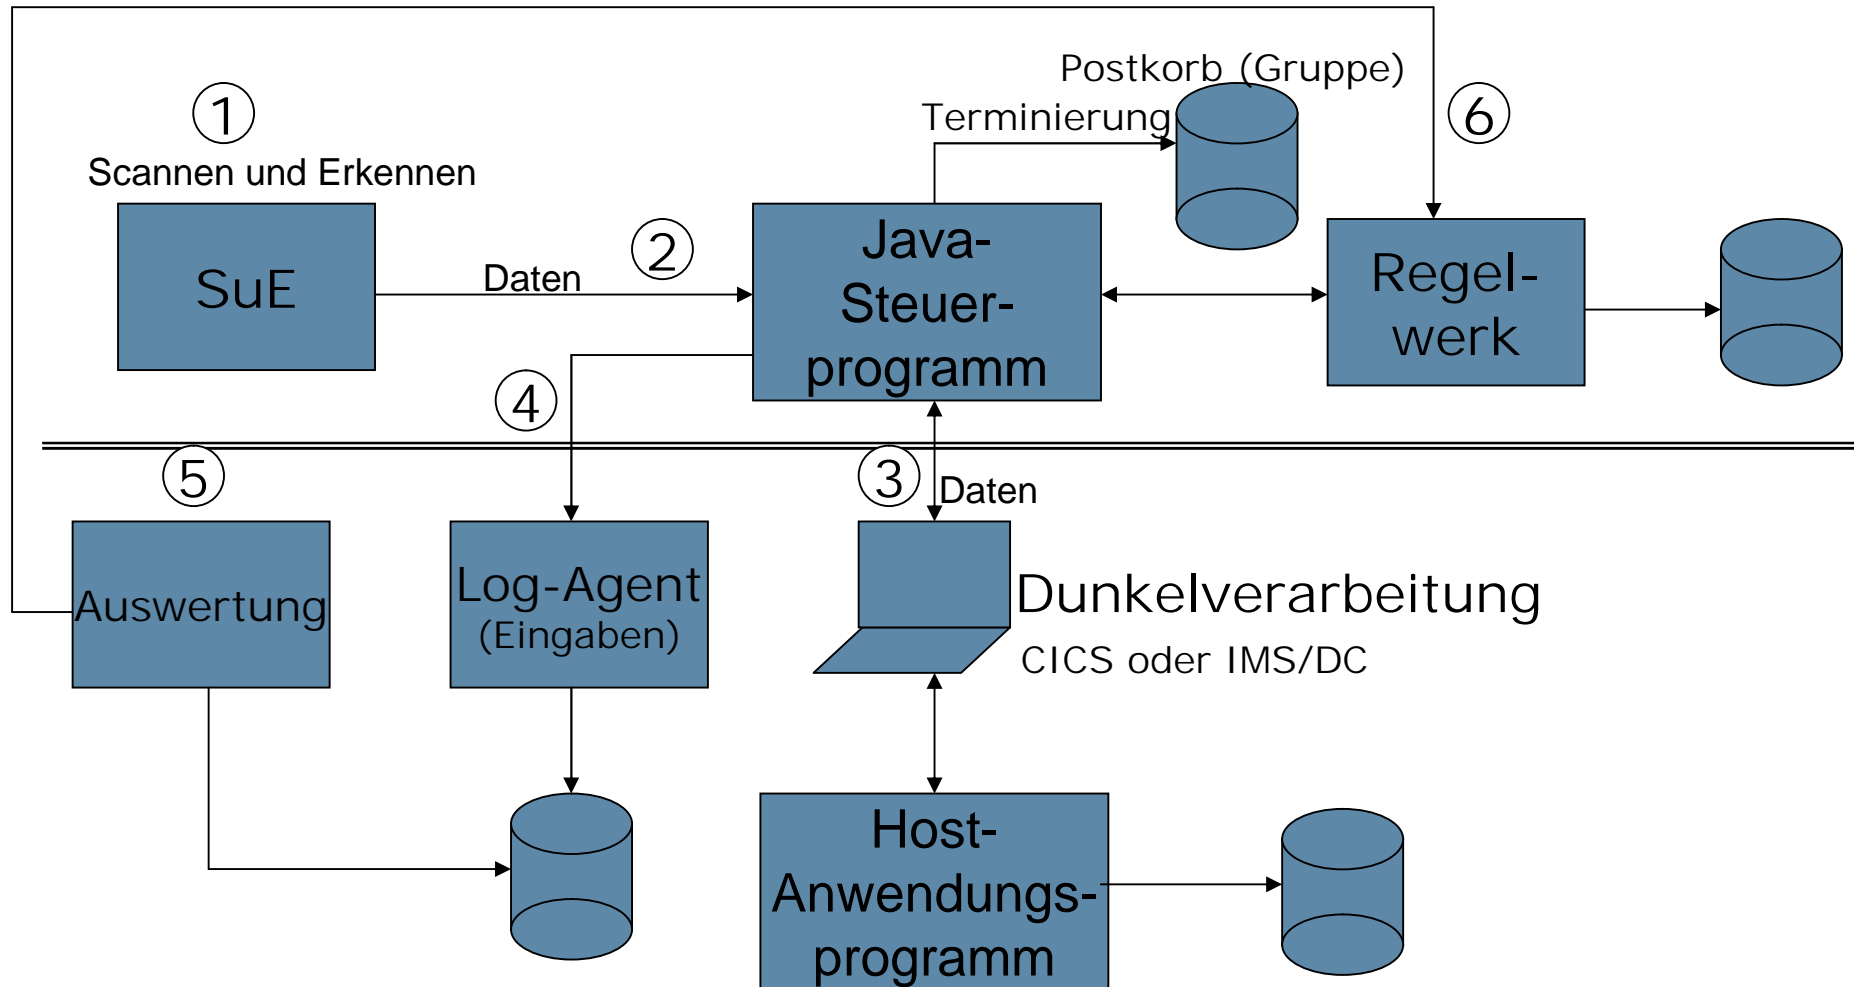 Postkorb (Gruppe)
Terminierung
1
Scannen und Erkennen
SuE
2
Daten
Java-
Steuer-
programm
6
Regel-
werk
4
3
Daten
5
Auswertung
Log-Agent
(Eingaben)
Dunkelverarbeitung
CICS oder IMS/DC
Host-
Anwendungs-
programm